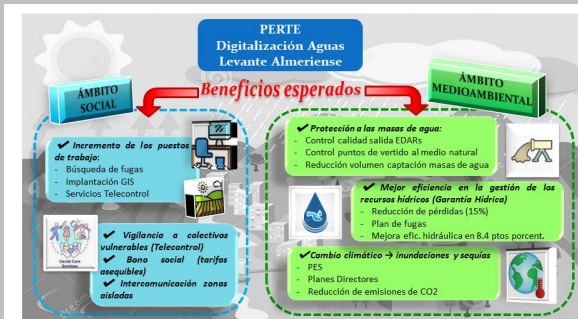 PERTE
Digitalización Aguas
Levante Almeriense
Beneficios esperados
ÁMBITO
SOCIAL
✔ Incremento de los puestos
de trabajo:
- Búsqueda de fugas
- Implantación GIS
- Servicios Telecontrol
✔ Vigilancia a colectivos
vulnerables (Telecontrol)
✔ Bono social (tarifas
asequibles)
✔ Intercomunicación zonas
aisladas
Social Care
Services
ÁMBITO
MEDIOAMBIENTAL
✔ Protección a las masas de agua:
- Control calidad salida EDARs
- Control puntos de vertido al medio natural
- Reducción volumen captación masas de agua
✔ Mejor eficiencia en la gestión de los
recursos hídricos (Garantía Hídrica)
- Reducción de pérdidas (15%)
- Plan de fugas
- Mejora efic. hidráulica en 8.4 ptos porcent.
✔ Cambio climático → inundaciones y sequias
- PES
- Planes Directores
- Reducción de emisiones de CO2